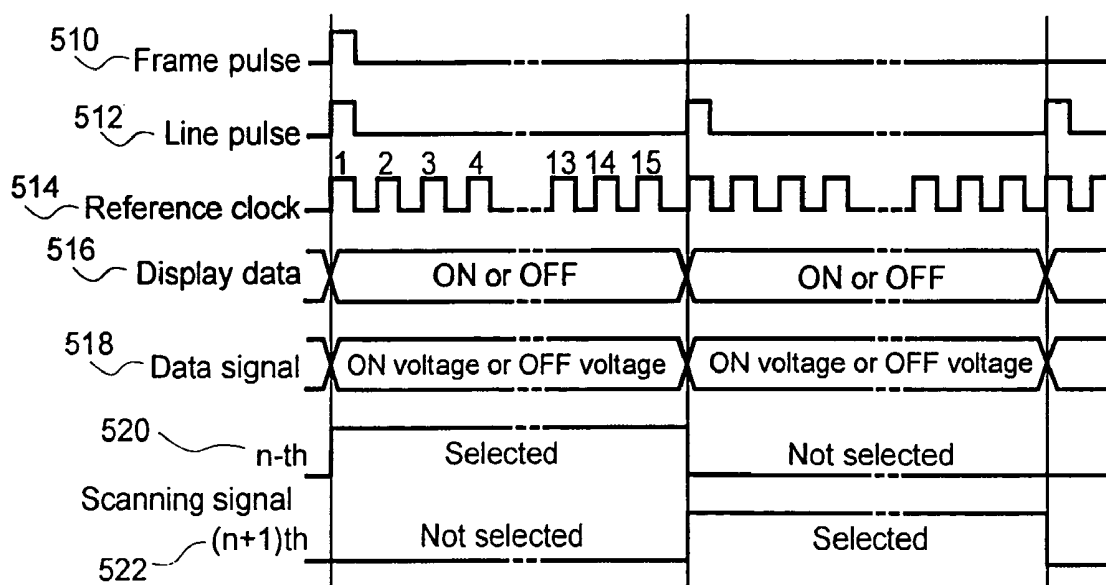 510
Frame pulse
512
Line pulse
1 2 3 4 13 14 15
514
Reference clock
516
Display data
ON or OFF
ON or OFF
518
Data signal
ON voltage or OFF voltage
ON voltage or OFF voltage
520
n-th
Selected
Not selected
Scanning signal
(n+1)th
Not selected
Selected
522